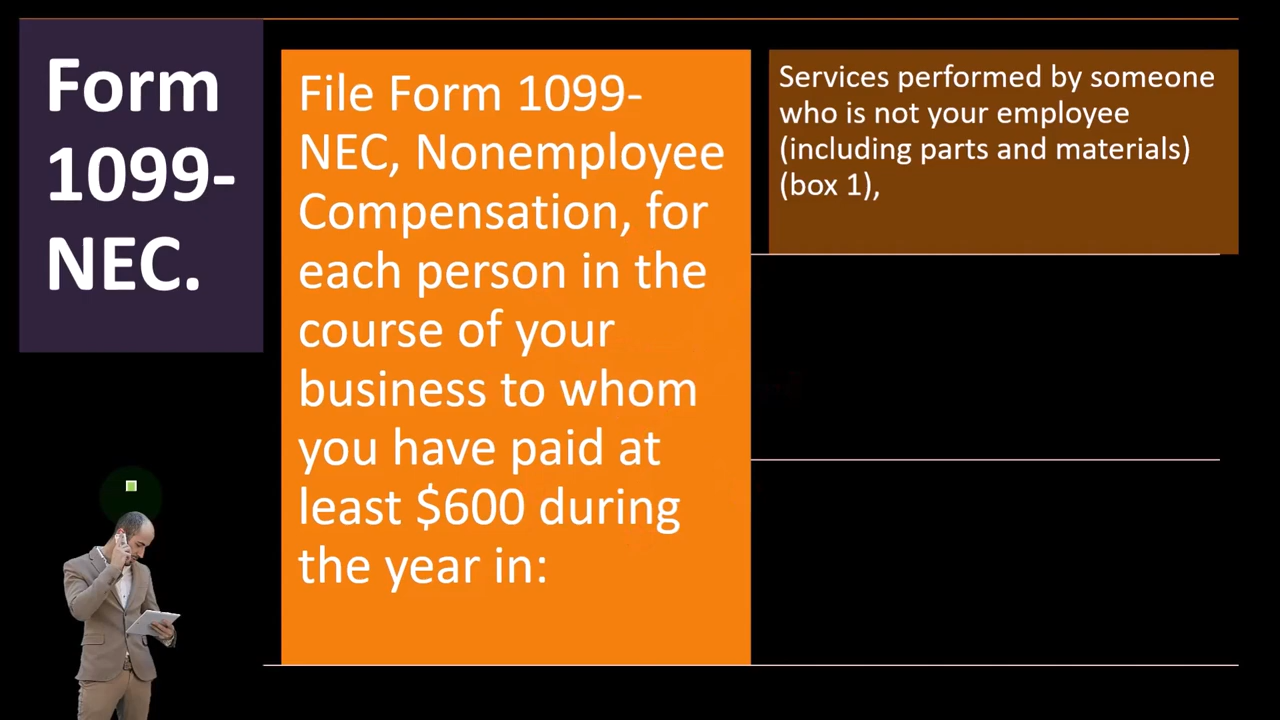 Form
1099-
NEC.
File Form 1099-
NEC, Nonemployee
Compensation, for
each person in the
course of your
business to whom
you have paid at
least $600 during
the year in:
Services performed by someone
who is not your employee
(including parts and materials)
(box 1),